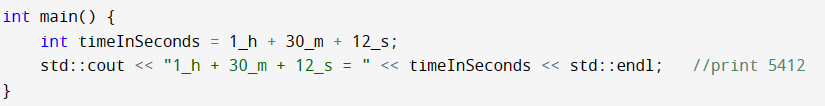 int main() {
    int timeInSeconds = 1_h + 30_m + 12_s;
    std::cout << "1_h + 30_m + 12_s = " << timeInSeconds << std::endl;   //print 5412
}